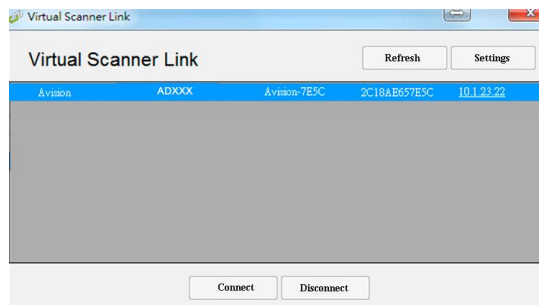 Virtual Scanner Link
Virtual Scanner Link Refresh Settings
Avision ADXXX Avision-7E5C 2C18AE657E5C 10.1.23.22
Connect Disconnect